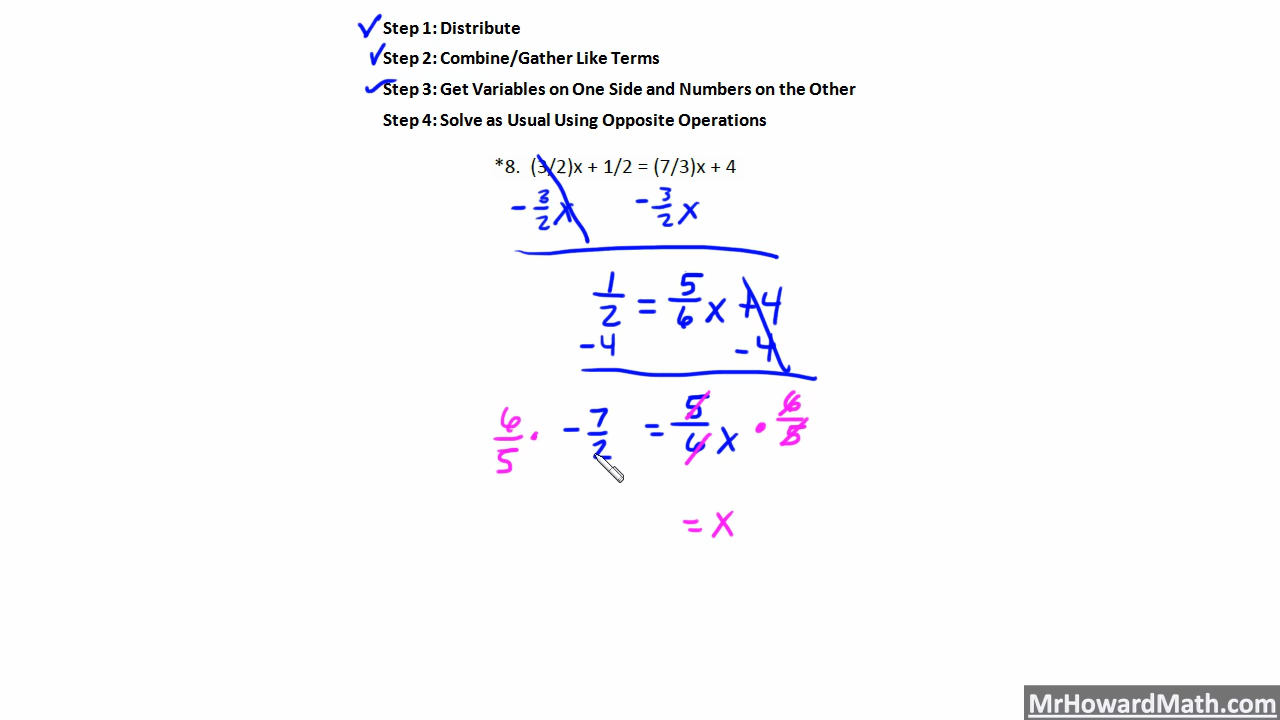 ✓Step 1: Distribute
✓Step 2: Combine/Gather Like Terms
✓Step 3: Get Variables on One Side and Numbers on the Other
Step 4: Solve as Usual Using Opposite Operations
*8. (3/2)x + 1/2 = (7/3)x + 4
- 3/2 x - 3/2 x
1/2 = 5/6 x + 4
- 4 - 4
6/5 · - 7/2 = 5/6 x · 6/5
= x
MrHowardMath.com